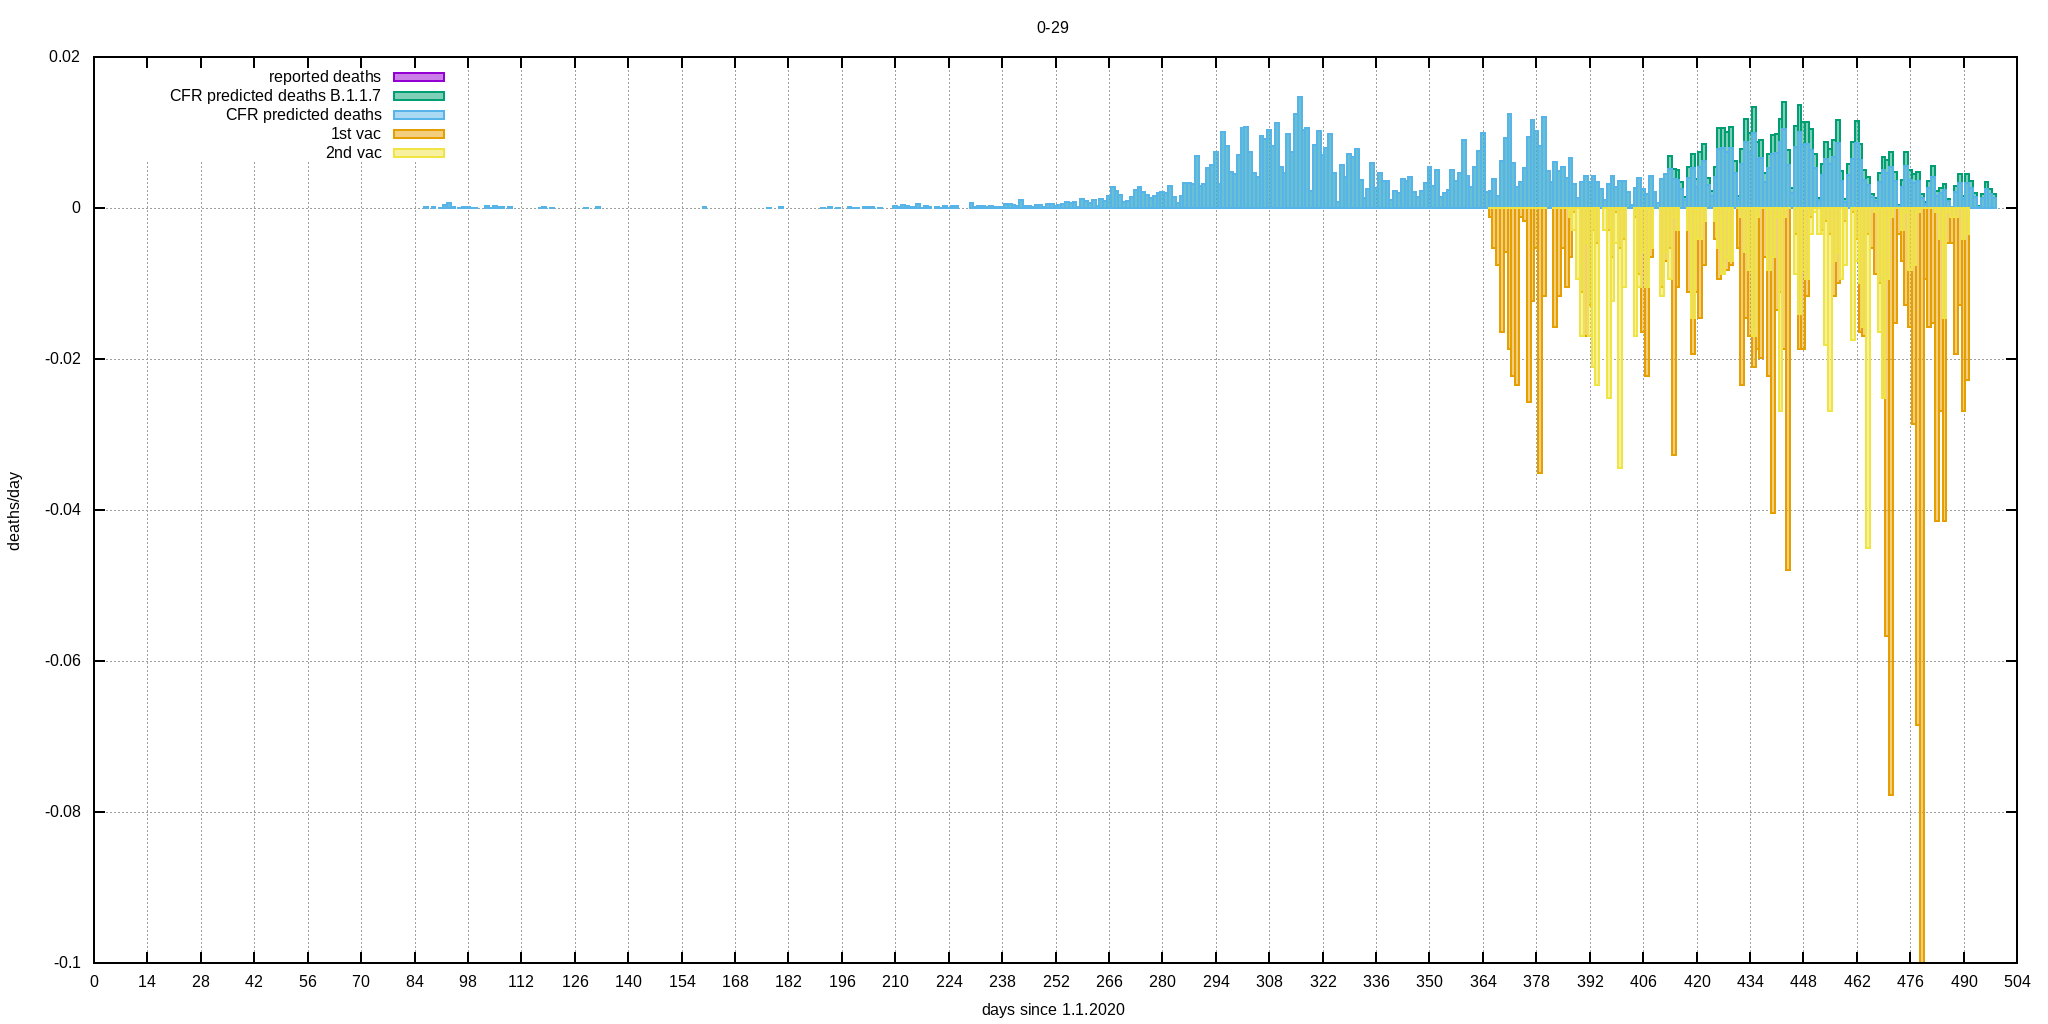 0-29
reported deaths
CFR predicted deaths B.1.1.7
CFR predicted deaths
1st vac
2nd vac
0.02
0
-0.02
-0.04
-0.06
-0.08
-0.1
deaths/day
0 14 28 42 56 70 84 98 112 126 140 154 168 182 196 210 224 238 252 266 280 294 308 322 336 350 364 378 392 406 420 434 448 462 476 490 504
days since 1.1.2020